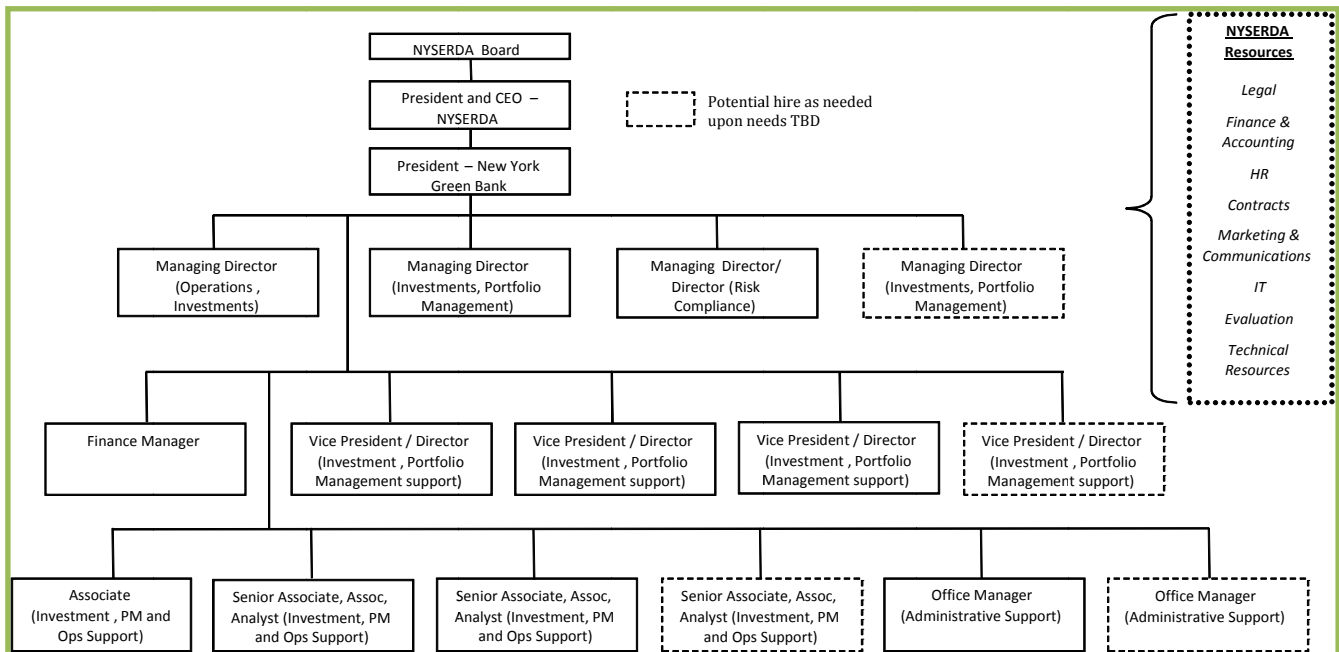 NYSERDA Board
President and CEO –
NYSERDA
President – New York
Green Bank
Potential hire as needed
upon needs TBD
NYSERDA
Resources
Legal
Finance &
Accounting
HR
Contracts
Marketing &
Communications
IT
Evaluation
Technical
Resources
Managing Director
(Operations ,
Investments)
Managing Director
(Investments, Portfolio
Management)
Managing Director/
Director (Risk
Compliance)
Managing Director
(Investments, Portfolio
Management)
Finance Manager
Vice President / Director
(Investment , Portfolio
Management support)
Vice President / Director
(Investment , Portfolio
Management support)
Vice President / Director
(Investment , Portfolio
Management support)
Vice President / Director
(Investment , Portfolio
Management support)
Associate
(Investment , PM and
Ops Support)
Senior Associate, Assoc,
Analyst (Investment, PM
and Ops Support)
Senior Associate, Assoc,
Analyst (Investment, PM
and Ops Support)
Senior Associate, Assoc,
Analyst (Investment, PM
and Ops Support)
Office Manager
(Administrative Support)
Office Manager
(Administrative Support)